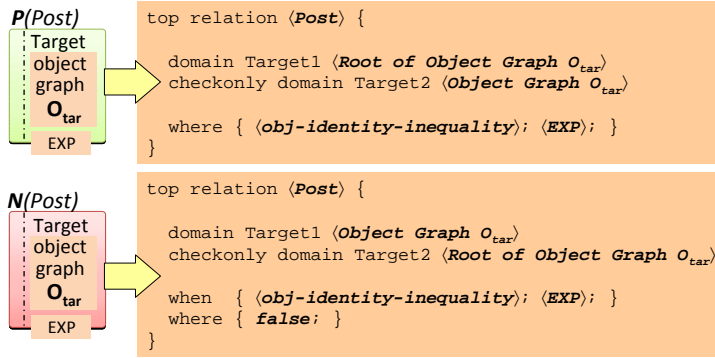 P(Post)
Target
object
graph
O_tar
EXP
top relation ⟨Post⟩ {
domain Target1 ⟨Root of Object Graph O_tar⟩
checkonly domain Target2 ⟨Object Graph O_tar⟩
where { ⟨obj-identity-inequality⟩; ⟨EXP⟩; }
}
N(Post)
Target
object
graph
O_tar
EXP
top relation ⟨Post⟩ {
domain Target1 ⟨Object Graph O_tar⟩
checkonly domain Target2 ⟨Root of Object Graph O_tar⟩
when { ⟨obj-identity-inequality⟩; ⟨EXP⟩; }
where { false; }
}